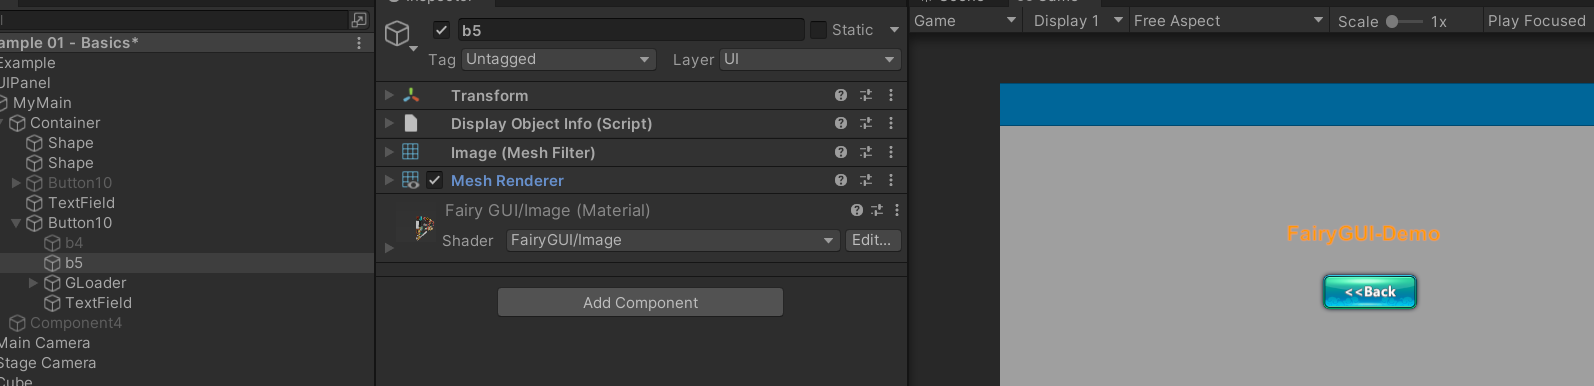 ample 01 - Basics*
Example
UIPanel
MyMain
Container
Shape
Shape
Button10
TextField
Button10
b4
b5
GLoader
TextField
Component4
Main Camera
Stage Camera
Cube
Inspector
b5
Static
Tag Untagged Layer UI
Transform
Display Object Info (Script)
Image (Mesh Filter)
Mesh Renderer
Fairy GUI/Image (Material)
Shader FairyGUI/Image Edit...
Add Component
Game Display 1 Free Aspect Scale 1x Play Focused
FairyGUI-Demo
<<Back